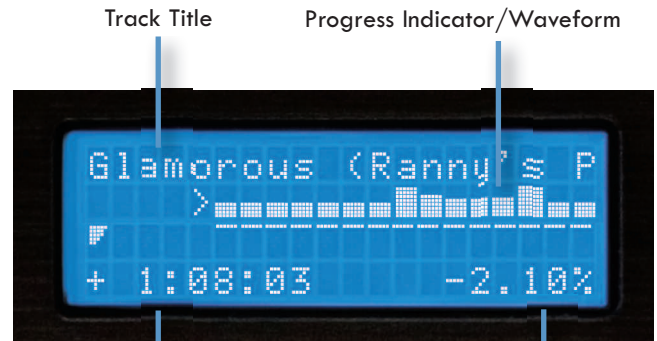 Track Title Progress Indicator/Waveform
Glamorous (Ranny's P
>
+ 1:08:03 -2.10%